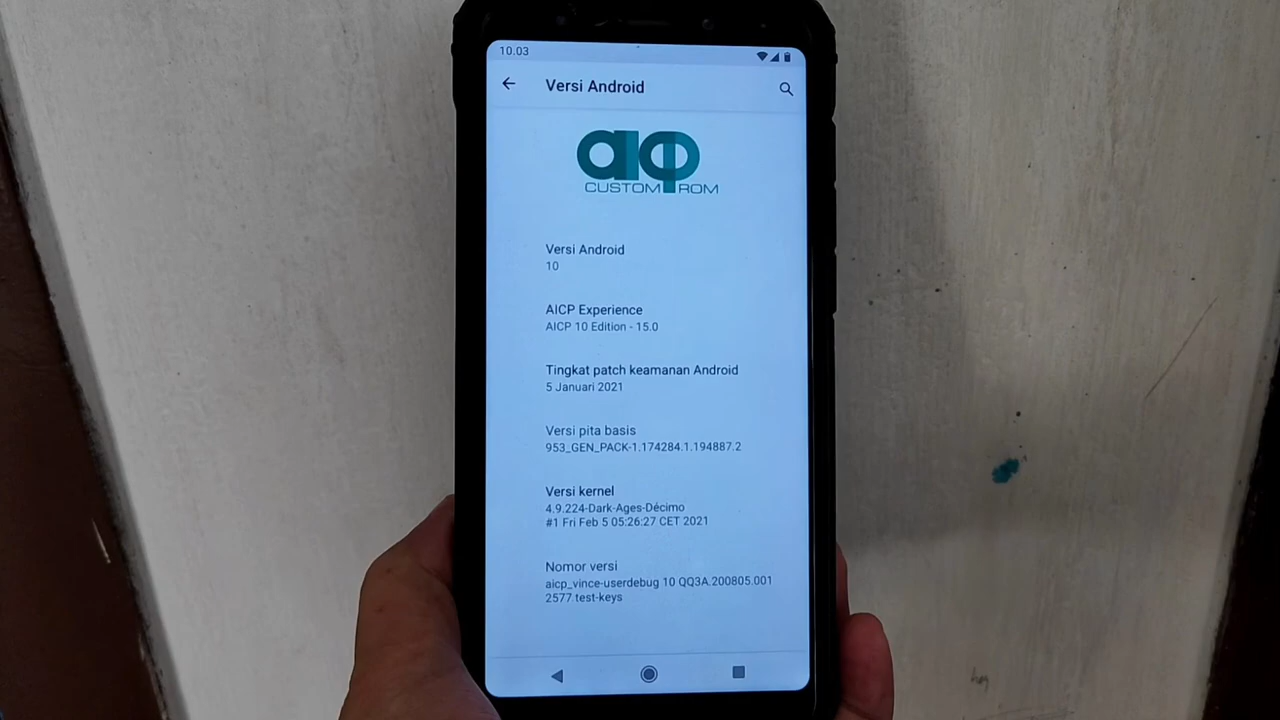 10.03
Versi Android
aicp
CUSTOM ROM
Versi Android
10
AICP Experience
AICP 10 Edition - 15.0
Tingkat patch keamanan Android
5 Januari 2021
Versi pita basis
953_GEN_PACK-1.174284.1.194887.2
Versi kernel
4.9.224-Dark-Ages-Décimo
#1 Fri Feb 5 05:26:27 CET 2021
Nomor versi
aicp_vince-userdebug 10 QQ3A.200805.001
2577 test-keys